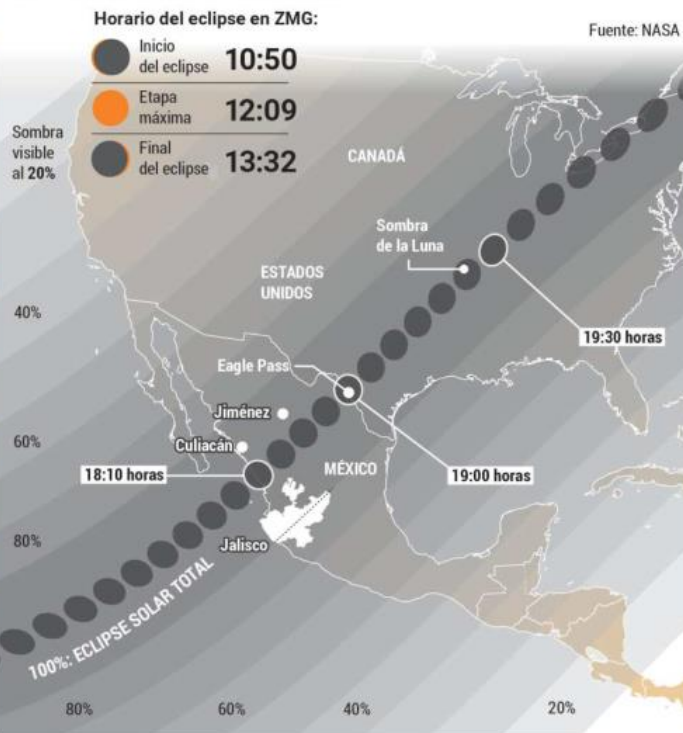 Horario del eclipse en ZMG:
Fuente: NASA
Inicio
del eclipse 10:50
Etapa
máxima 12:09
Final
del eclipse 13:32
Sombra
visible
al 20%
CANADÁ
Sombra
de la Luna
ESTADOS
UNIDOS
40%
19:30 horas
Eagle Pass
Jiménez
Culiacán
60%
18:10 horas
MÉXICO
19:00 horas
80%
Jalisco
100%: ECLIPSE SOLAR TOTAL
80%
60%
40%
20%